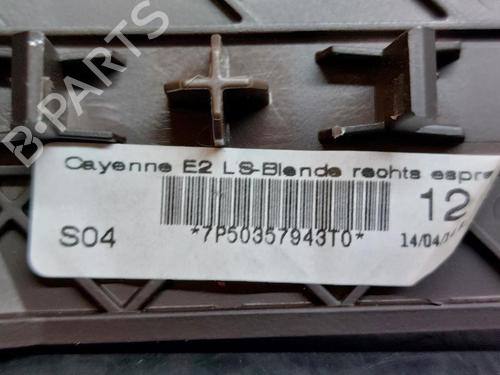 B-PARTS
Cayenne E2 LS-Blende rechts espre
12
S04
*7P50357943T0*
14/04/